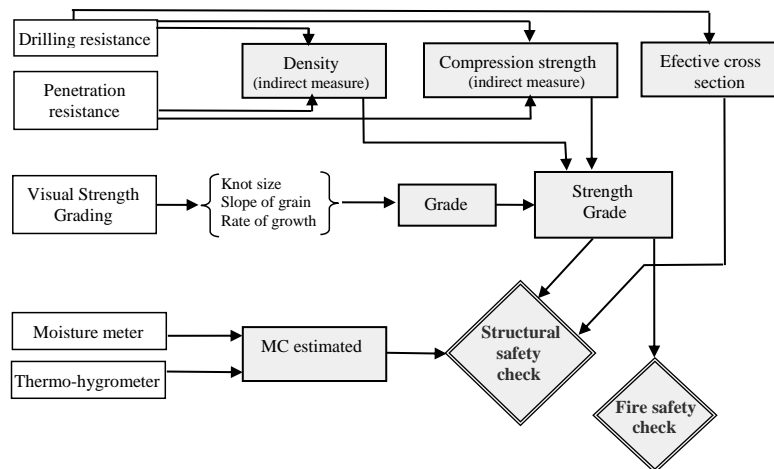 Drilling resistance
Density
(indirect measure)
Compression strength
(indirect measure)
Efective cross
section
Penetration
resistance
Visual Strength
Grading
Knot size
Slope of grain
Rate of growth
Grade
Strength
Grade
Moisture meter
Thermo-hygrometer
MC estimated
Structural
safety
check
Fire safety
check